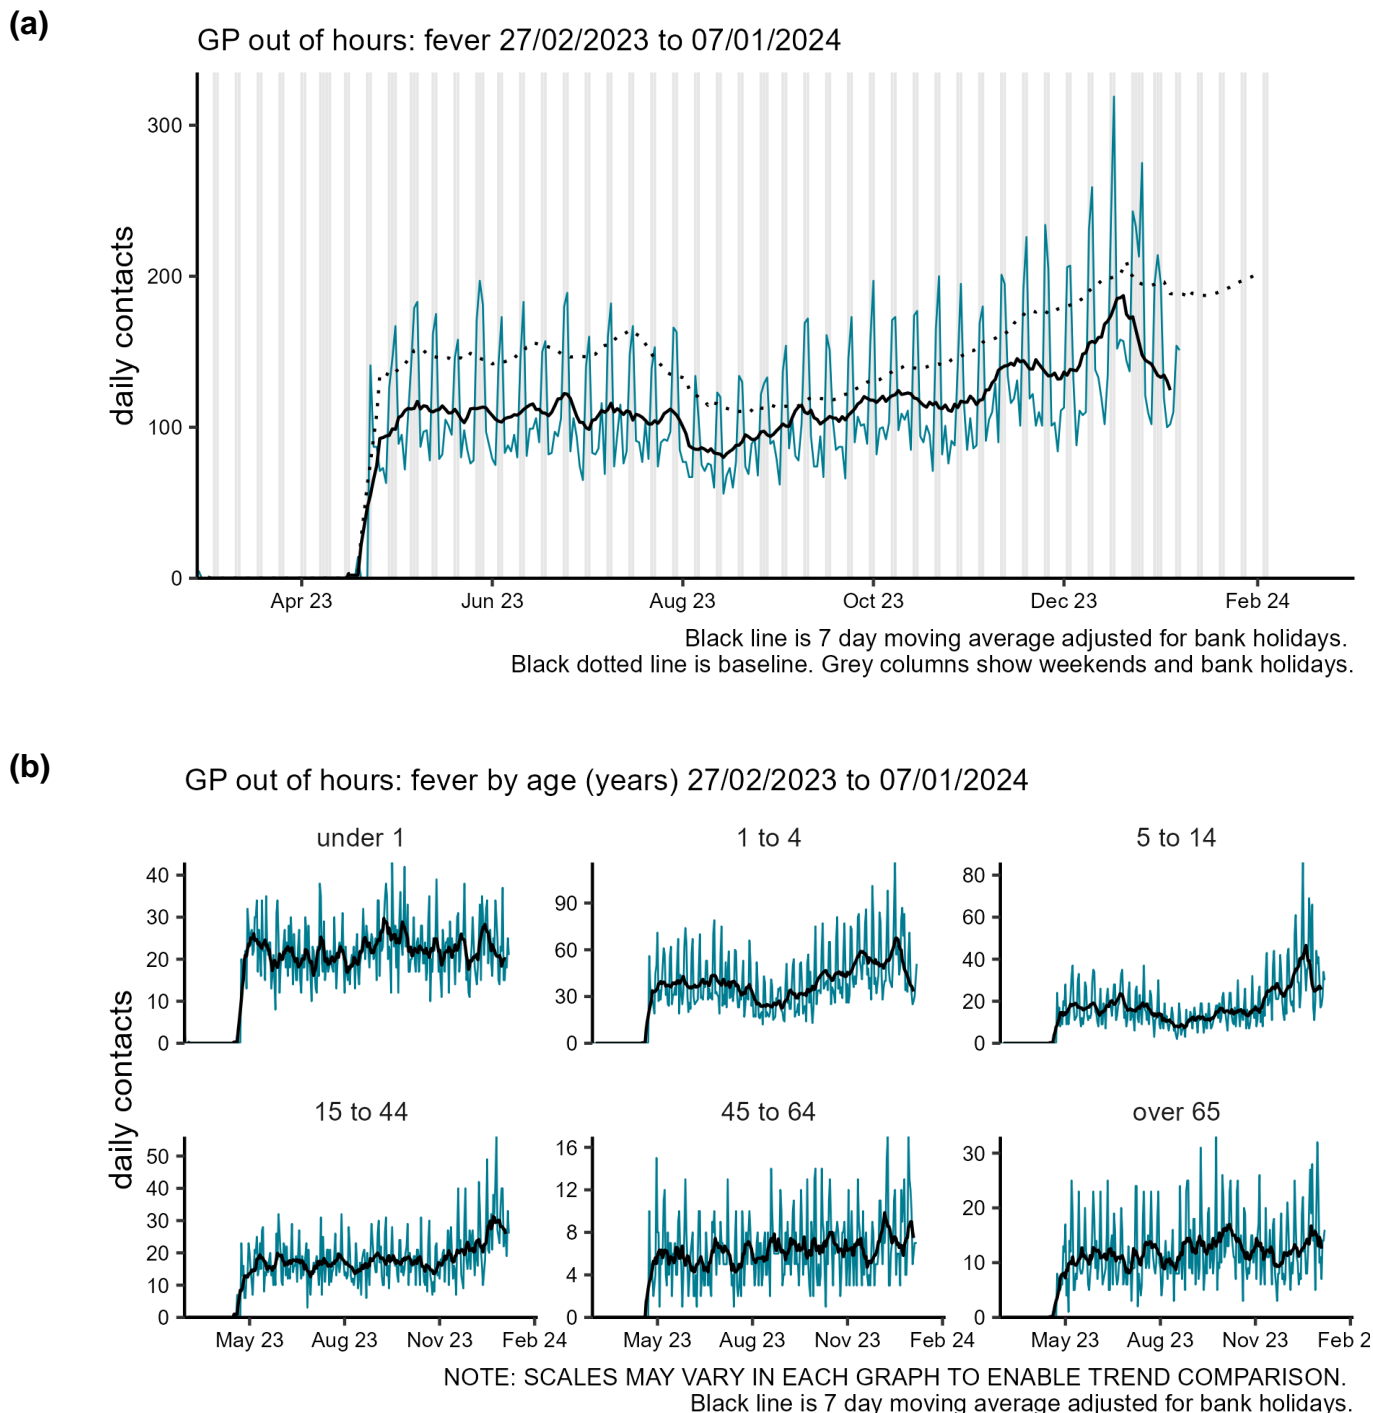 (a)
GP out of hours: fever 27/02/2023 to 07/01/2024
daily contacts
300
200
100
0
Apr 23 Jun 23 Aug 23 Oct 23 Dec 23 Feb 24
Black line is 7 day moving average adjusted for bank holidays.
Black dotted line is baseline. Grey columns show weekends and bank holidays.
(b)
GP out of hours: fever by age (years) 27/02/2023 to 07/01/2024
daily contacts
under 1
40
30
20
10
0
1 to 4
90
60
30
0
5 to 14
80
60
40
20
0
15 to 44
50
40
30
20
10
0
May 23 Aug 23 Nov 23 Feb 24
45 to 64
16
12
8
4
0
May 23 Aug 23 Nov 23 Feb 24
over 65
30
20
10
0
May 23 Aug 23 Nov 23 Feb 2
NOTE: SCALES MAY VARY IN EACH GRAPH TO ENABLE TREND COMPARISON.
Black line is 7 day moving average adjusted for bank holidays.